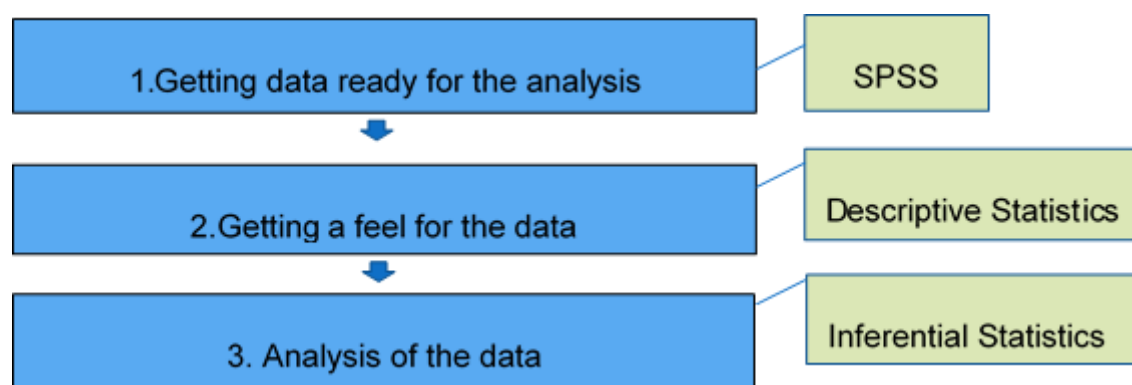 1.Getting data ready for the analysis
SPSS
2.Getting a feel for the data
Descriptive Statistics
3. Analysis of the data
Inferential Statistics